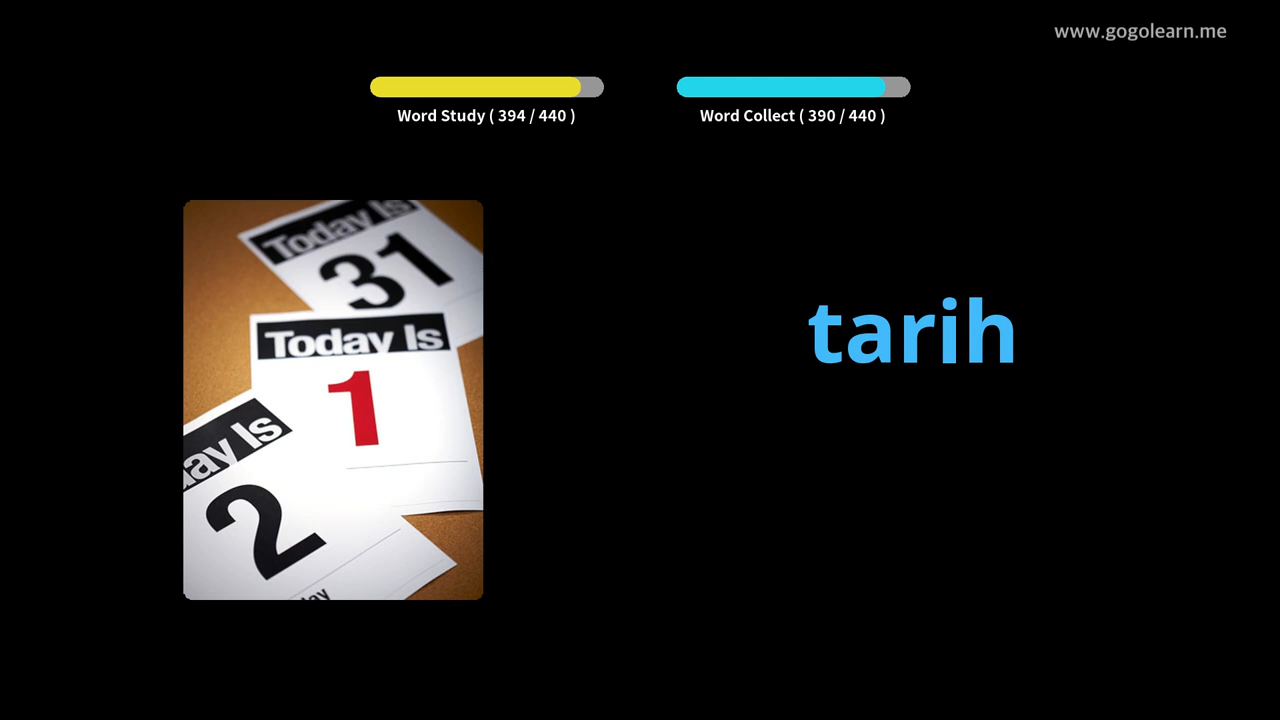 www.gogolearn.me
Word Study ( 394 / 440 )
Word Collect ( 390 / 440 )
Today Is
31
Today Is
1
ay Is
2
ay
tarih